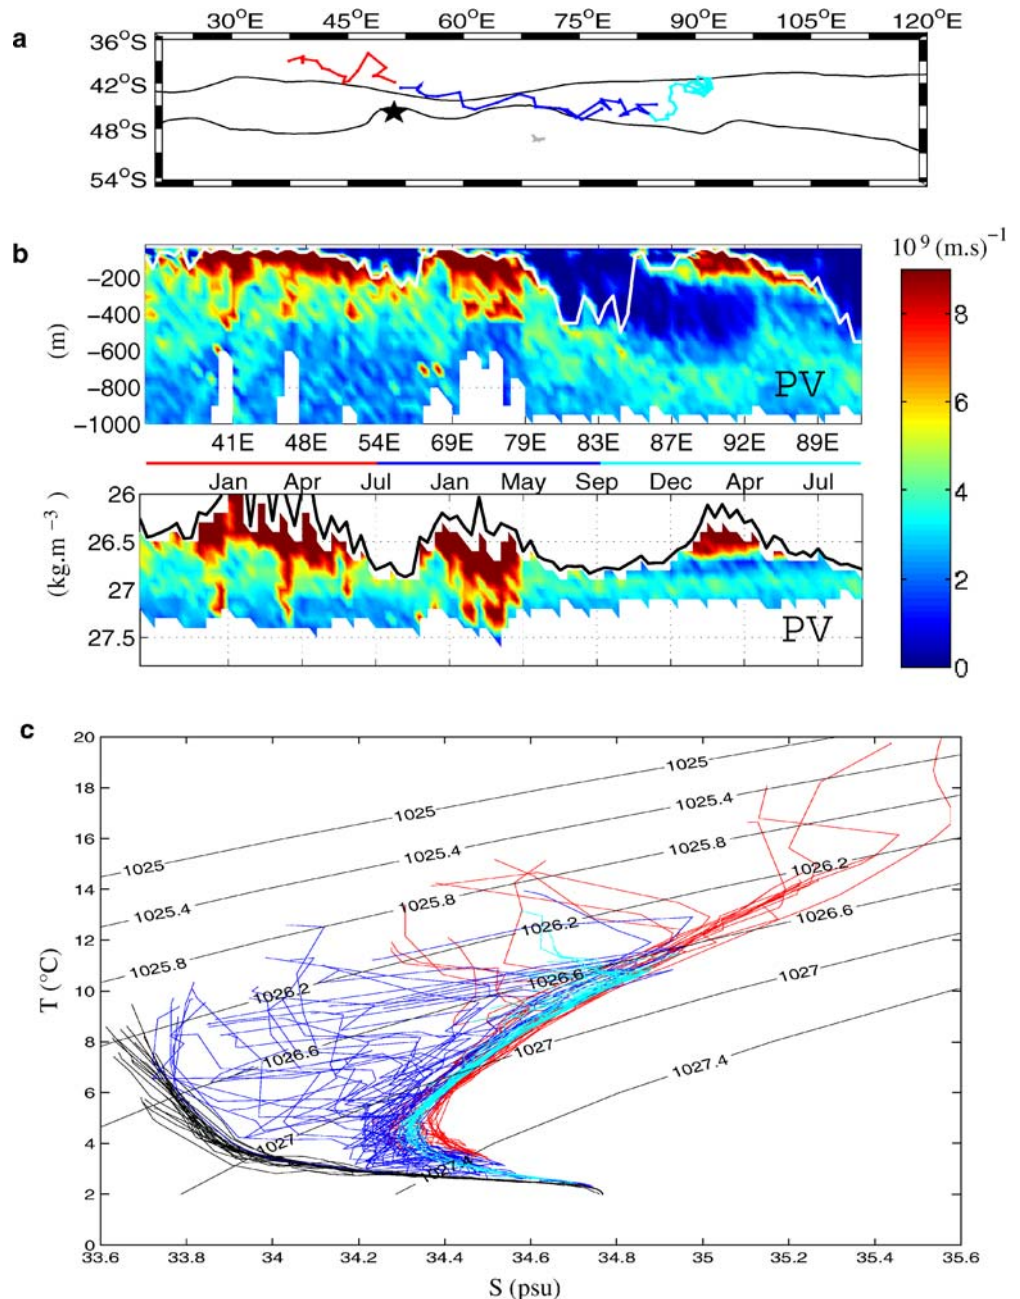 a
30°E 45°E 60°E 75°E 90°E 105°E 120°E
36°S
42°S
48°S
54°S
b
10⁹ (m.s)⁻¹
(m)
−200
−400
−600
−800
−1000
PV
41E 48E 54E 69E 79E 83E 87E 92E 89E
Jan Apr Jul Jan May Sep Dec Apr Jul
(kg.m⁻³)
26
26.5
27
27.5
PV
8
6
4
2
0
c
T (°C)
20
18
16
14
12
10
8
6
4
2
0
1025
1025
1025
1025.4
1025.4
1025.4
1025.8
1025.8
1025.8
1026.2
1026.2
1026.2
1026.6
1026.6
1026.6
1027
1027
1027
1027.4
1027.4
33.6 33.8 34 34.2 34.4 34.6 34.8 35 35.2 35.4 35.6
S (psu)